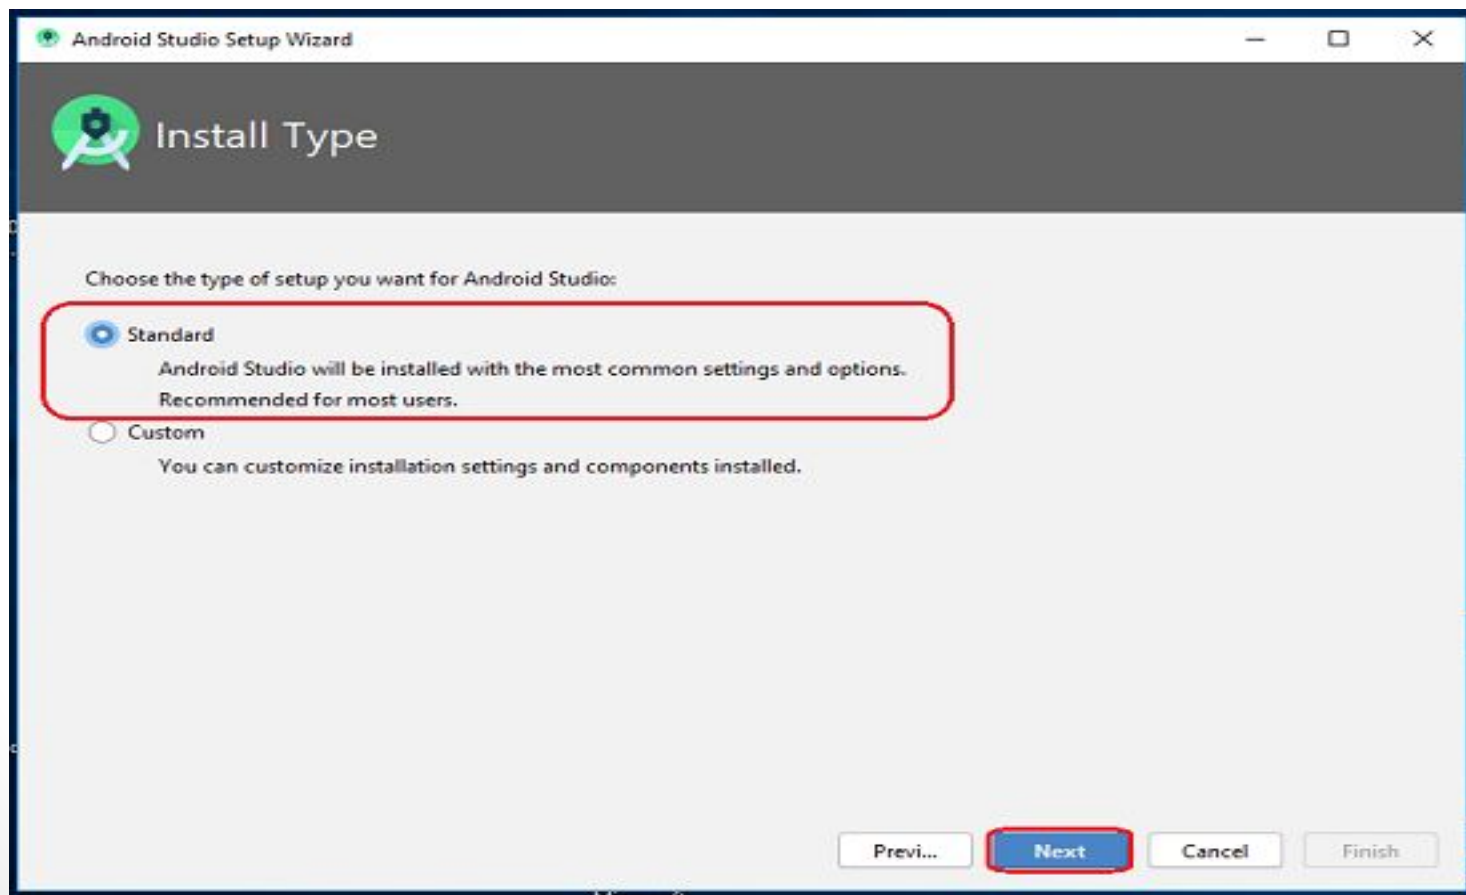 Android Studio Setup Wizard
Install Type
Choose the type of setup you want for Android Studio:
Standard
Android Studio will be installed with the most common settings and options.
Recommended for most users.
Custom
You can customize installation settings and components installed.
Previ... Next Cancel Finish